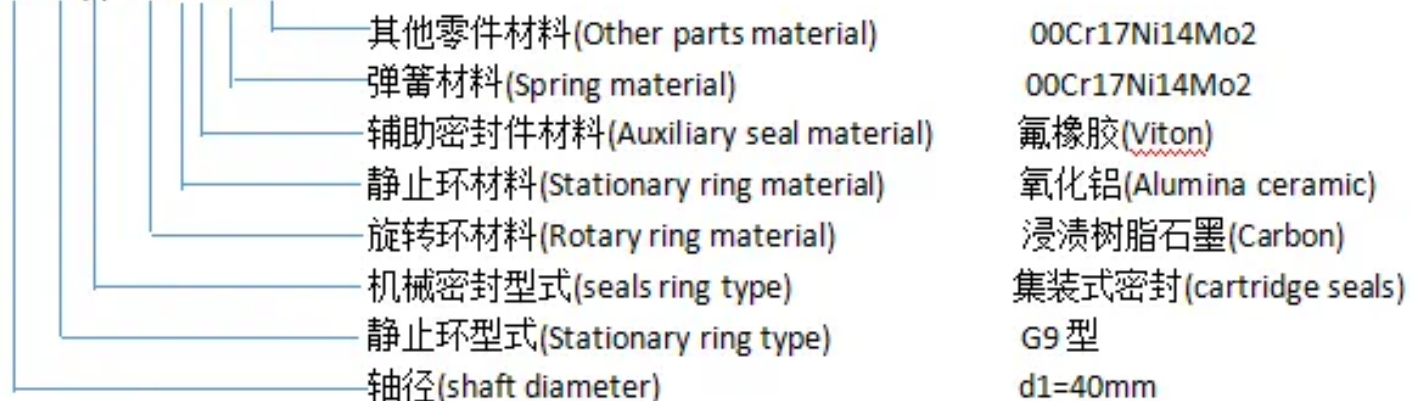 其他零件材料(Other parts material) 00Cr17Ni14Mo2
弹簧材料(Spring material) 00Cr17Ni14Mo2
辅助密封件材料(Auxiliary seal material) 氟橡胶(Viton)
静止环材料(Stationary ring material) 氧化铝(Alumina ceramic)
旋转环材料(Rotary ring material) 浸渍树脂石墨(Carbon)
机械密封型式(seals ring type) 集装式密封(cartridge seals)
静止环型式(Stationary ring type) G9型
轴径(shaft diameter) d1=40mm